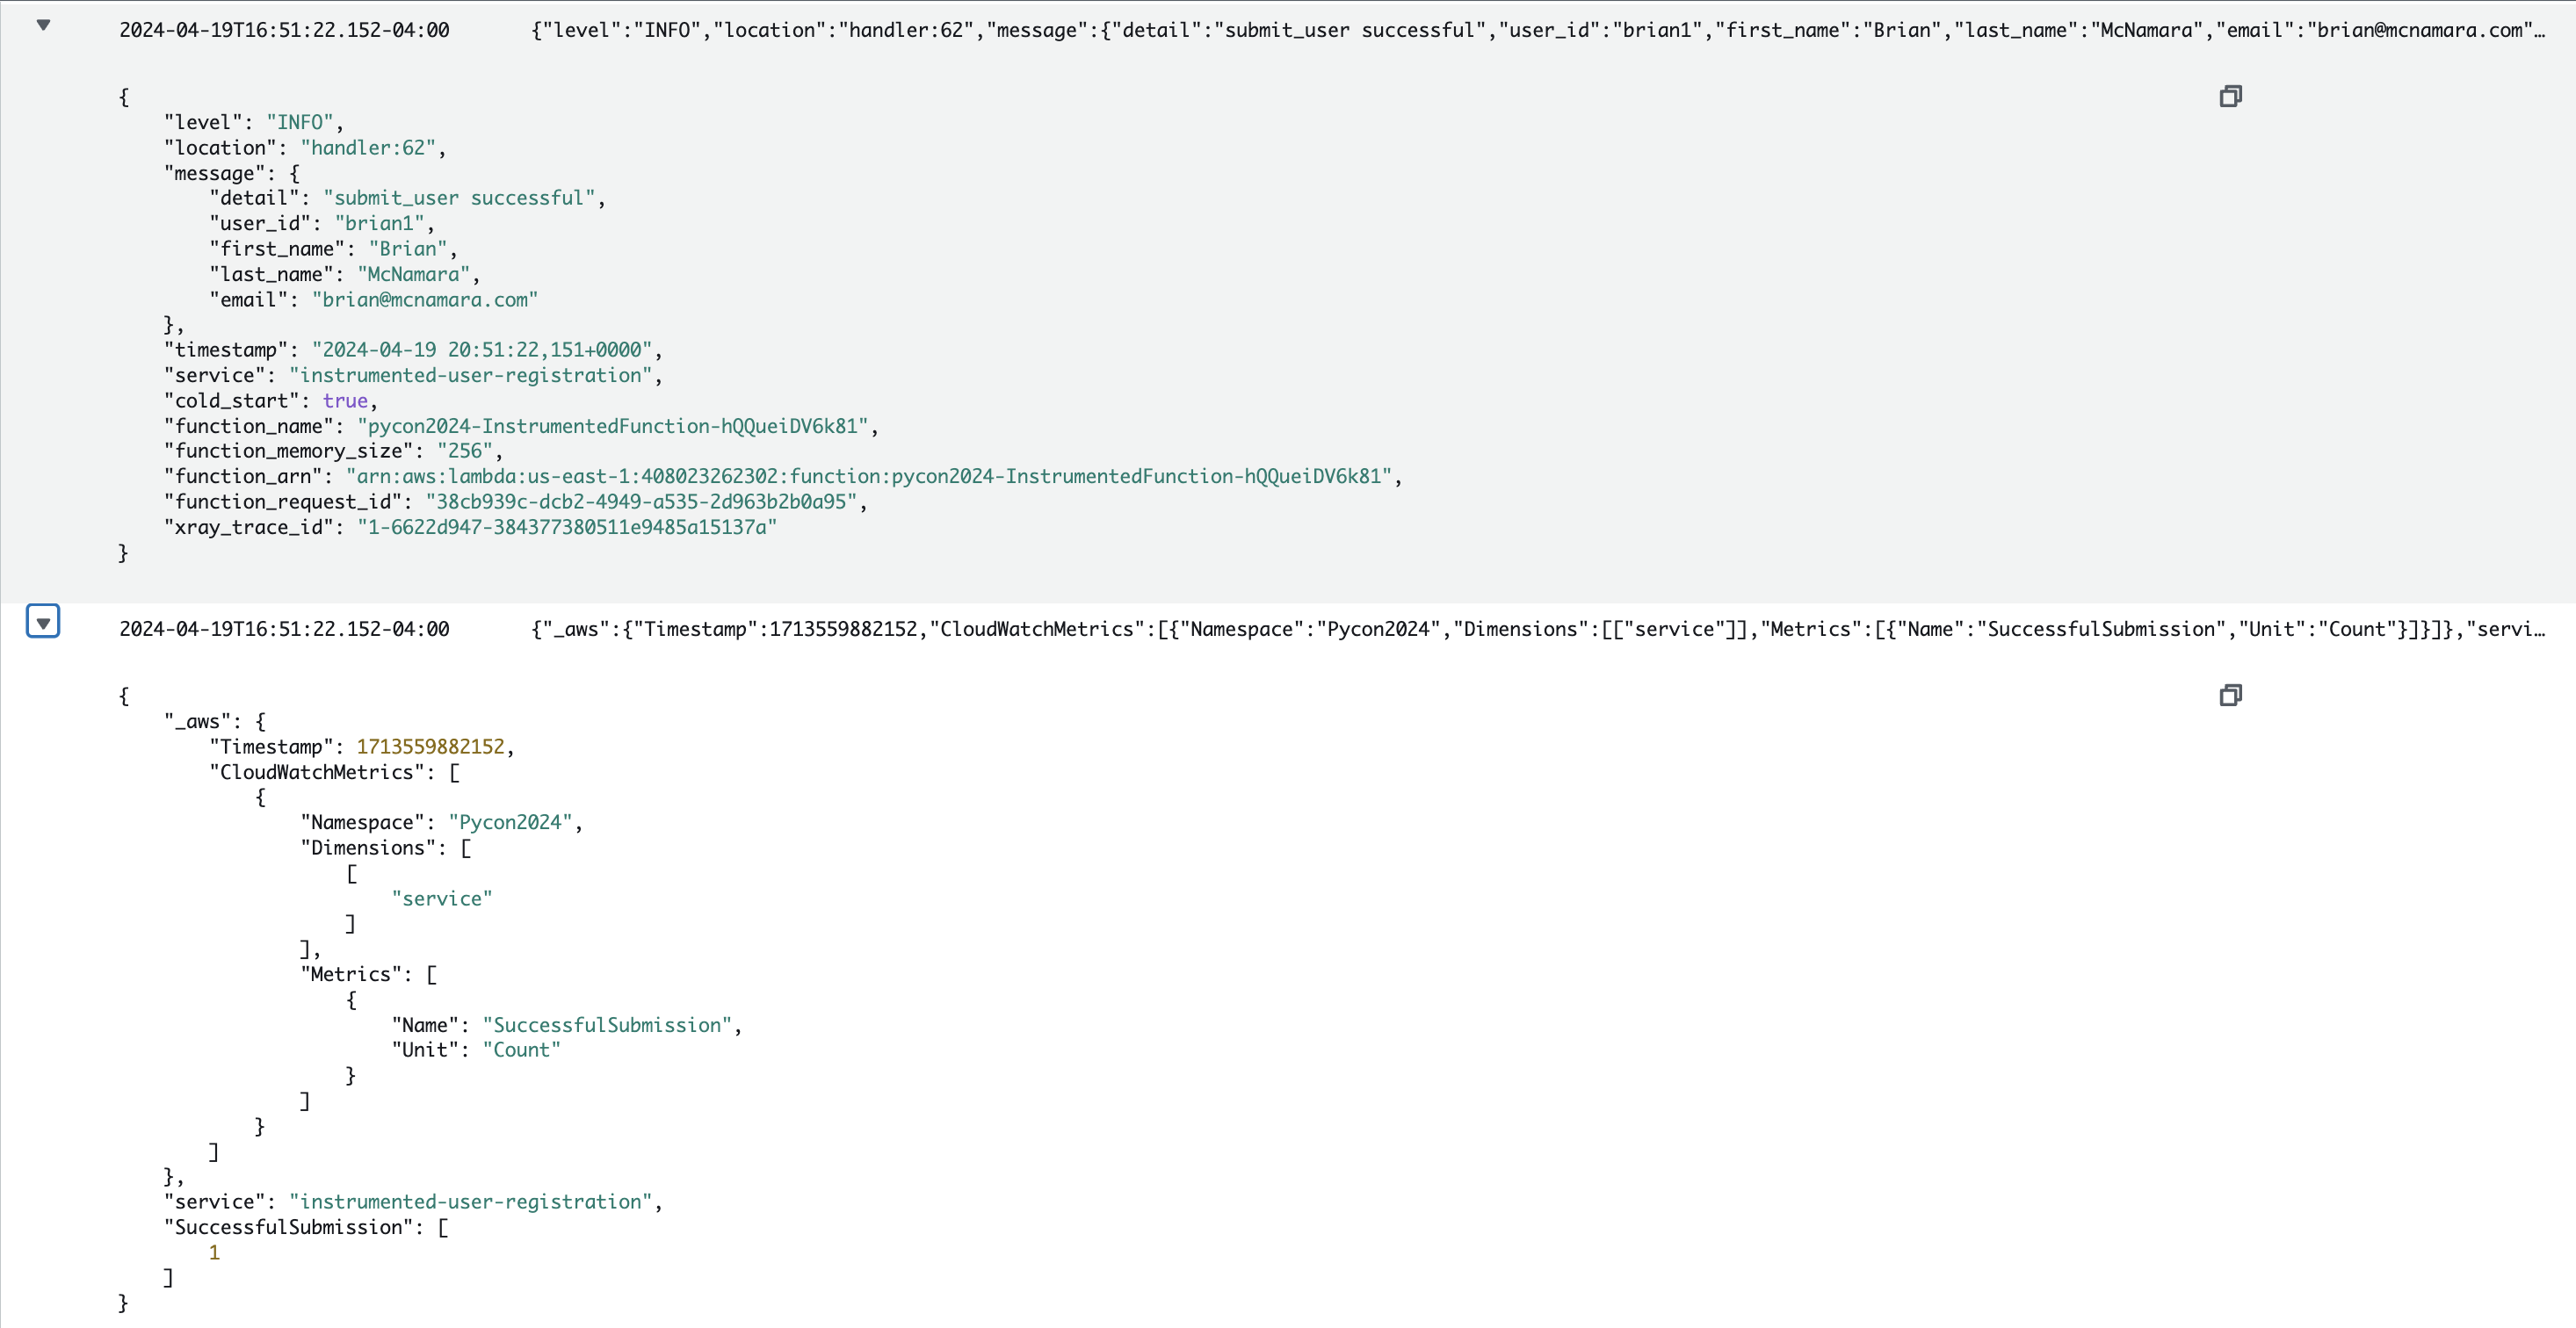 2024-04-19T16:51:22.152-04:00 {"level":"INFO","location":"handler:62","message":{"detail":"submit_user successful","user_id":"brian1","first_name":"Brian","last_name":"McNamara","email":"brian@mcnamara.com"…
{
    "level": "INFO",
    "location": "handler:62",
    "message": {
        "detail": "submit_user successful",
        "user_id": "brian1",
        "first_name": "Brian",
        "last_name": "McNamara",
        "email": "brian@mcnamara.com"
    },
    "timestamp": "2024-04-19 20:51:22,151+0000",
    "service": "instrumented-user-registration",
    "cold_start": true,
    "function_name": "pycon2024-InstrumentedFunction-hQQueiDV6k81",
    "function_memory_size": "256",
    "function_arn": "arn:aws:lambda:us-east-1:408023262302:function:pycon2024-InstrumentedFunction-hQQueiDV6k81",
    "function_request_id": "38cb939c-dcb2-4949-a535-2d963b2b0a95",
    "xray_trace_id": "1-6622d947-384377380511e9485a15137a"
}
2024-04-19T16:51:22.152-04:00 {"_aws":{"Timestamp":1713559882152,"CloudWatchMetrics":[{"Namespace":"Pycon2024","Dimensions":[["service"]],"Metrics":[{"Name":"SuccessfulSubmission","Unit":"Count"}]}]},"servi…
{
    "_aws": {
        "Timestamp": 1713559882152,
        "CloudWatchMetrics": [
            {
                "Namespace": "Pycon2024",
                "Dimensions": [
                    [
                        "service"
                    ]
                ],
                "Metrics": [
                    {
                        "Name": "SuccessfulSubmission",
                        "Unit": "Count"
                    }
                ]
            }
        ]
    },
    "service": "instrumented-user-registration",
    "SuccessfulSubmission": [
        1
    ]
}